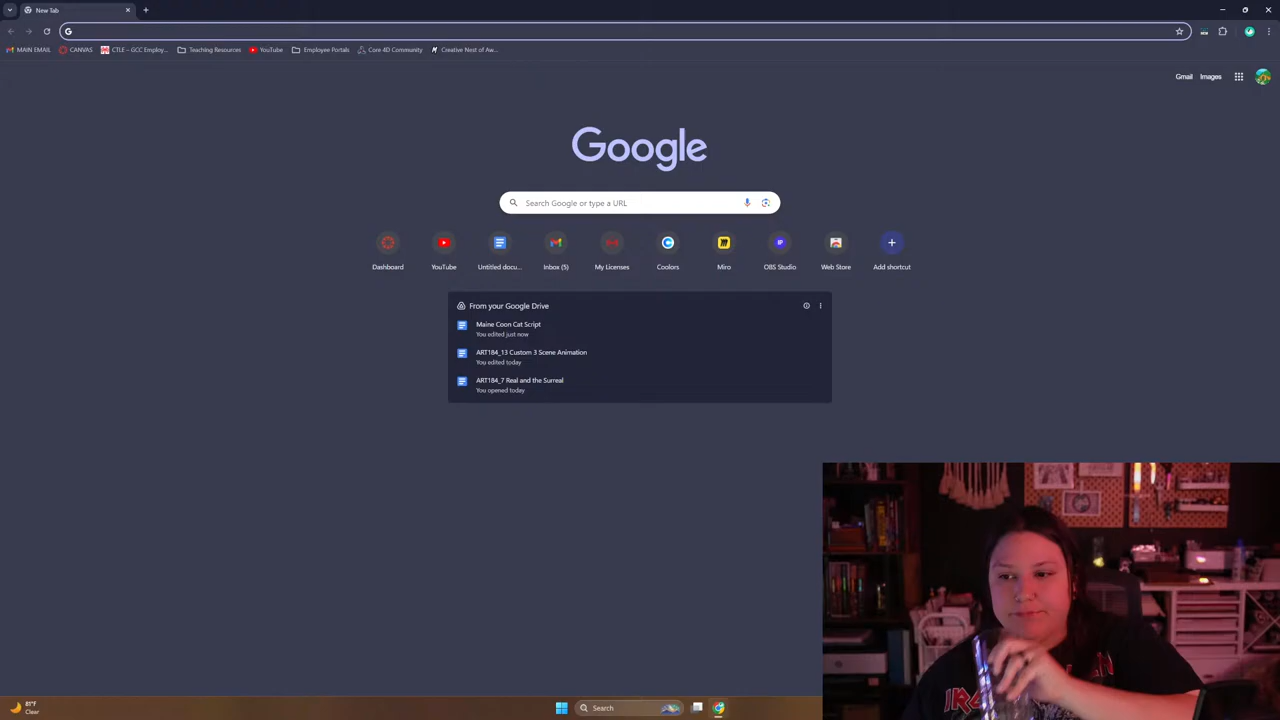 New Tab
MAIN EMAIL CANVAS CTLE – GCC Employ... Teaching Resources YouTube Employee Portals Core 4D Community Creative Nest of Aw...
Gmail Images
Google
Search Google or type a URL
Dashboard YouTube Untitled docu... Inbox (5) My Licenses Coolors Miro OBS Studio Web Store Add shortcut
From your Google Drive
Maine Coon Cat Script
You edited just now
ART184_13 Custom 3 Scene Animation
You edited today
ART184_7 Real and the Surreal
You opened today
IRO
81°F
Clear
Search